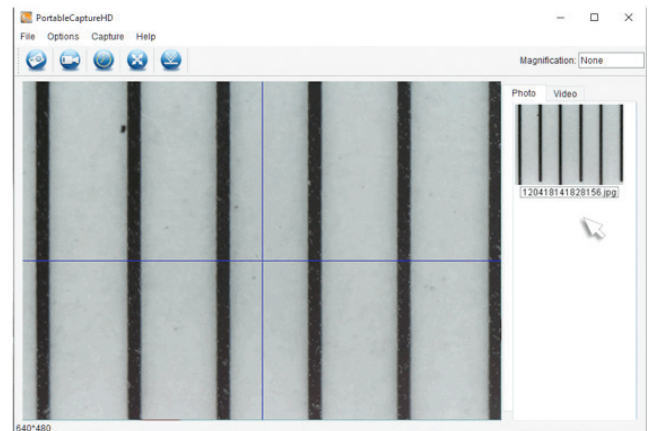 PortableCaptureHD
File Options Capture Help
Magnification: None
Photo Video
120418141828156.jpg
640*480